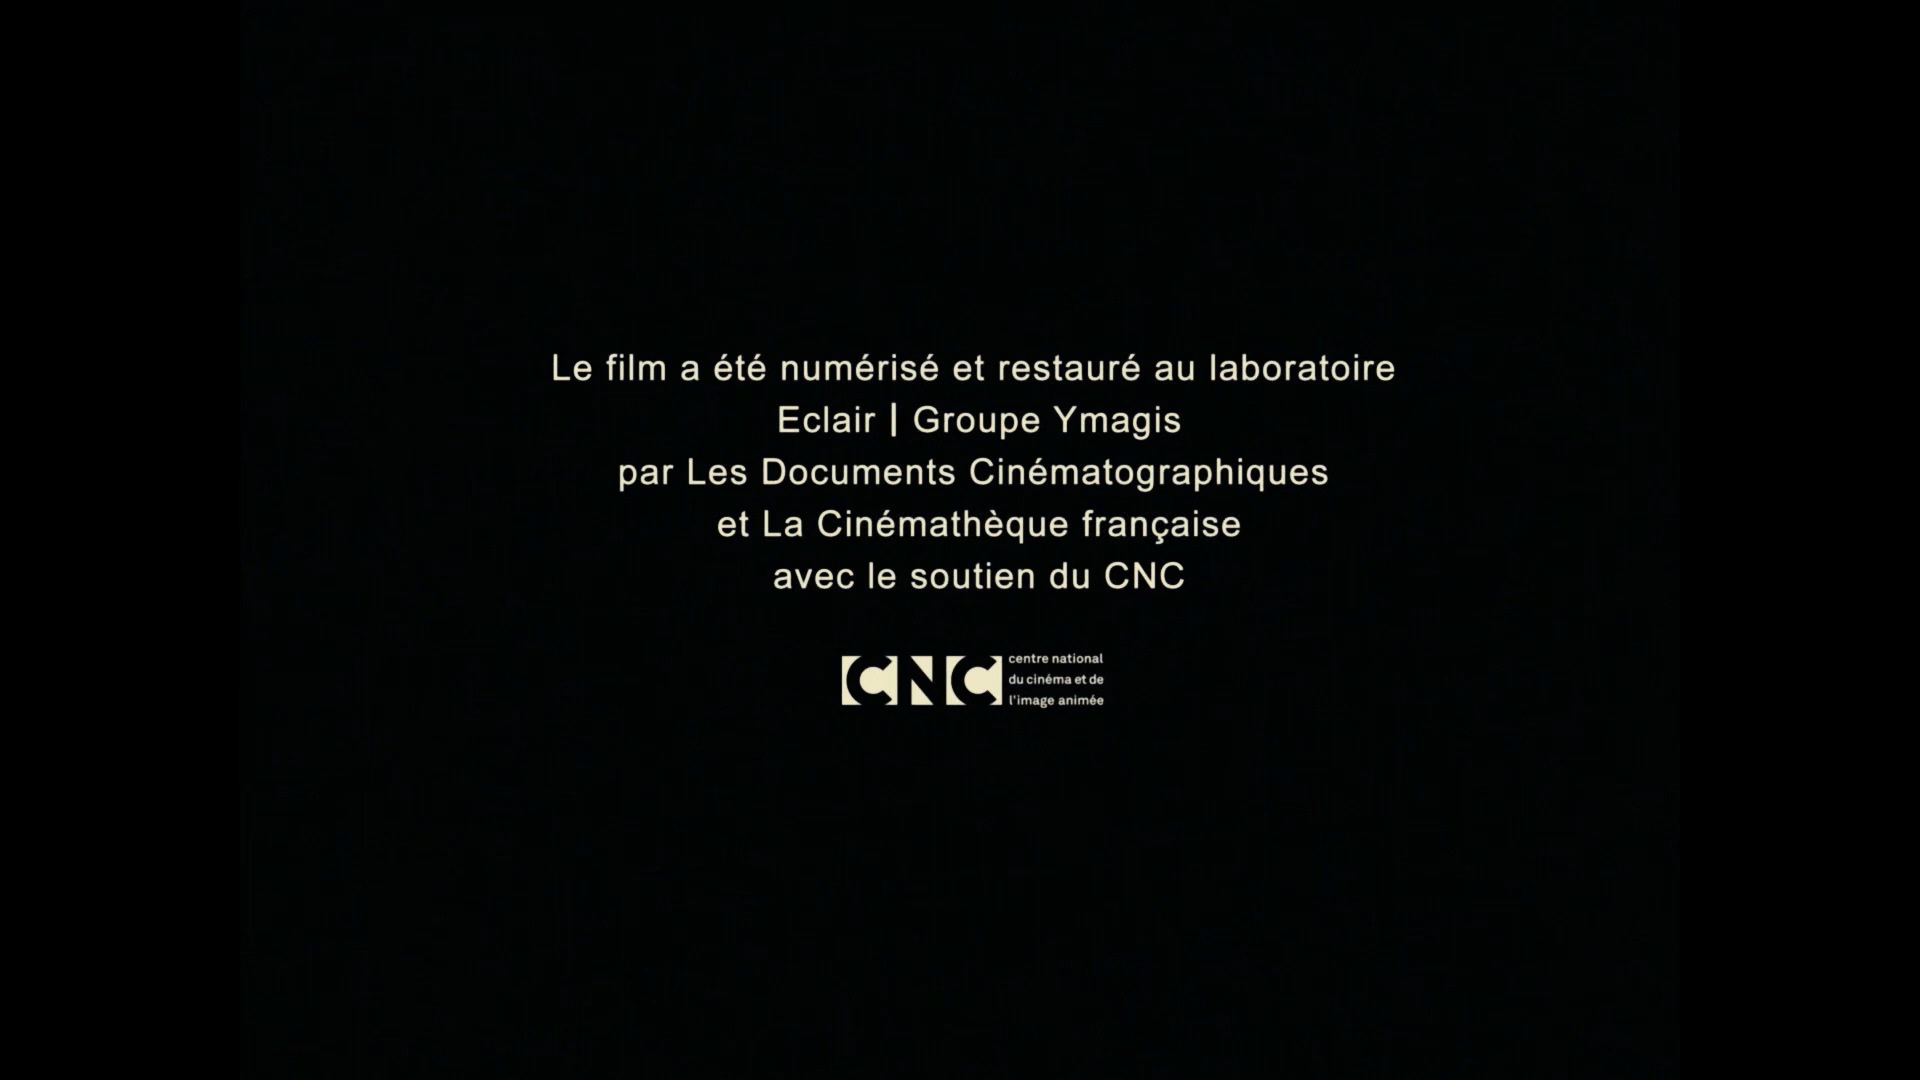 Le film a été numérisé et restauré au laboratoire
Eclair | Groupe Ymagis
par Les Documents Cinématographiques
et La Cinémathèque française
avec le soutien du CNC
CNC
centre national
du cinéma et de
l'image animée